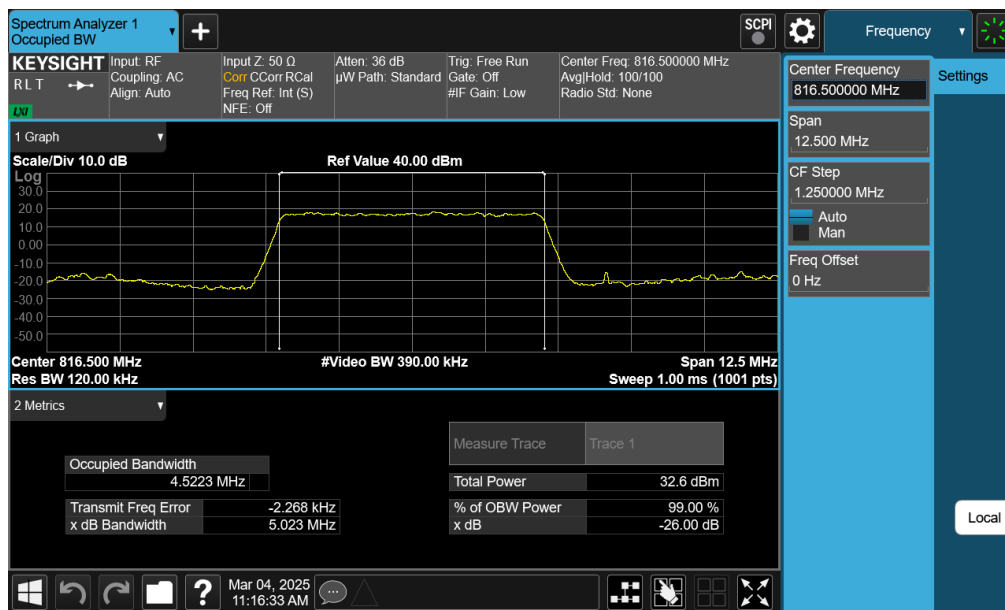 Spectrum Analyzer 1
Occupied BW
+
SCPI
Frequency
KEYSIGHT
R L T
LXI
Input: RF
Coupling: AC
Align: Auto
Input Z: 50 Ω
Corr CCorr RCal
Freq Ref: Int (S)
NFE: Off
Atten: 36 dB
µW Path: Standard
Trig: Free Run
Gate: Off
#IF Gain: Low
Center Freq: 816.500000 MHz
Avg|Hold: 100/100
Radio Std: None
Center Frequency
816.500000 MHz
Settings
Span
12.500 MHz
CF Step
1.250000 MHz
Auto
Man
Freq Offset
0 Hz
Local
1 Graph
Scale/Div 10.0 dB
Ref Value 40.00 dBm
Log
30.0
20.0
10.0
0.00
-10.0
-20.0
-30.0
-40.0
-50.0
Center 816.500 MHz
#Video BW 390.00 kHz
Span 12.5 MHz
Res BW 120.00 kHz
Sweep 1.00 ms (1001 pts)
2 Metrics
Measure Trace
Trace 1
Occupied Bandwidth
4.5223 MHz
Total Power
32.6 dBm
Transmit Freq Error
-2.268 kHz
% of OBW Power
99.00 %
x dB Bandwidth
5.023 MHz
x dB
-26.00 dB
?
Mar 04, 2025
11:16:33 AM